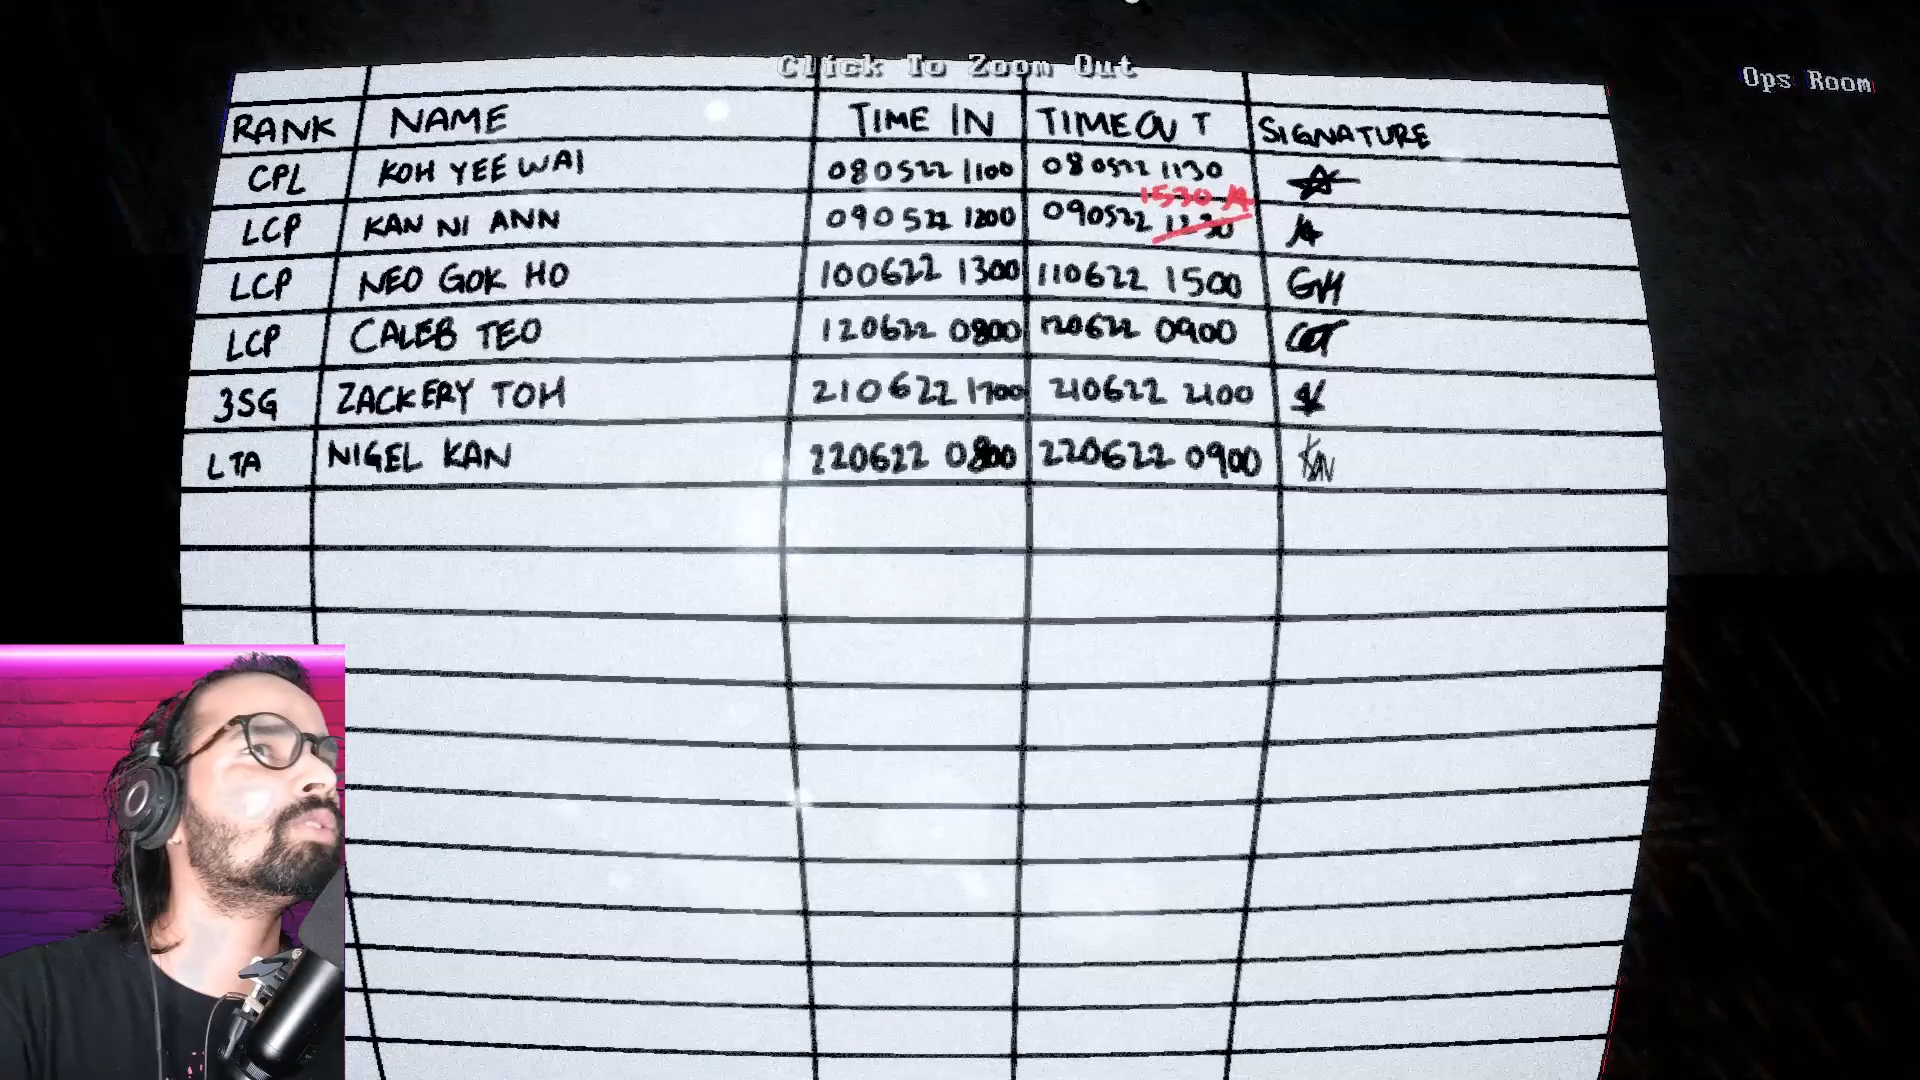 Click To Zoom Out
Ops Room
RANK NAME TIME IN TIME OUT SIGNATURE
CPL KOH YEE WAI 080522 1100 080522 1130
1530
LCP KAN NI ANN 090522 1200 090522
LCP NEO GOK HO 100622 1300 110622 1500 GH
LCP CALEB TEO 120622 0800 120622 0900
3SG ZACKERY TOH 210622 1700 210622 2100
LTA NIGEL KAN 220622 0800 220622 0900 KAN